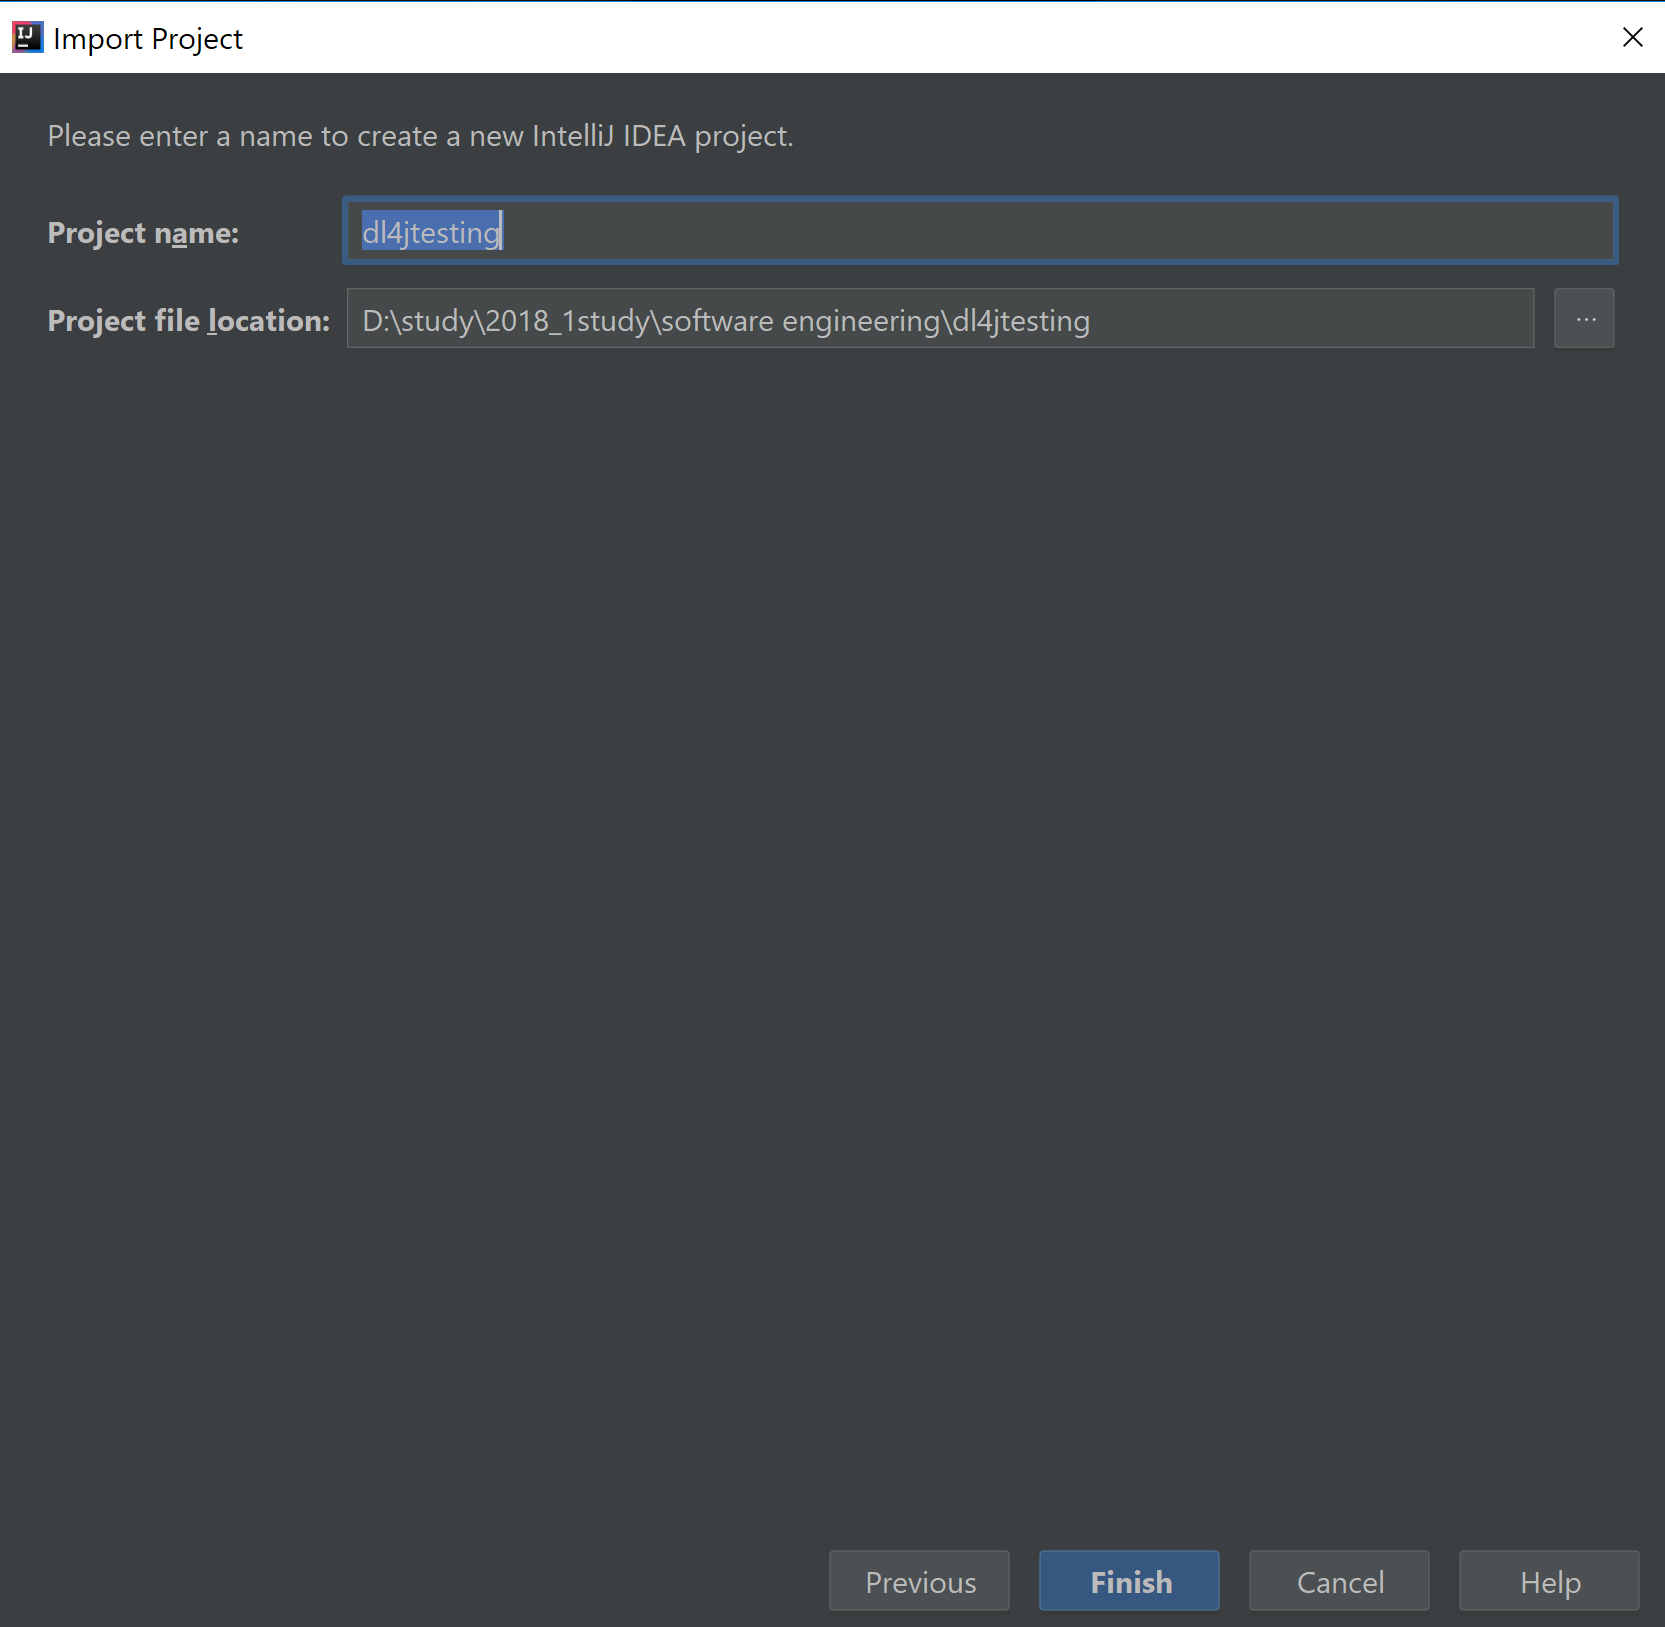 IJ
Import Project
Please enter a name to create a new IntelliJ IDEA project.
Project name: dl4jtesting
Project file location: D:\study\2018_1study\software engineering\dl4jtesting ...
Previous Finish Cancel Help